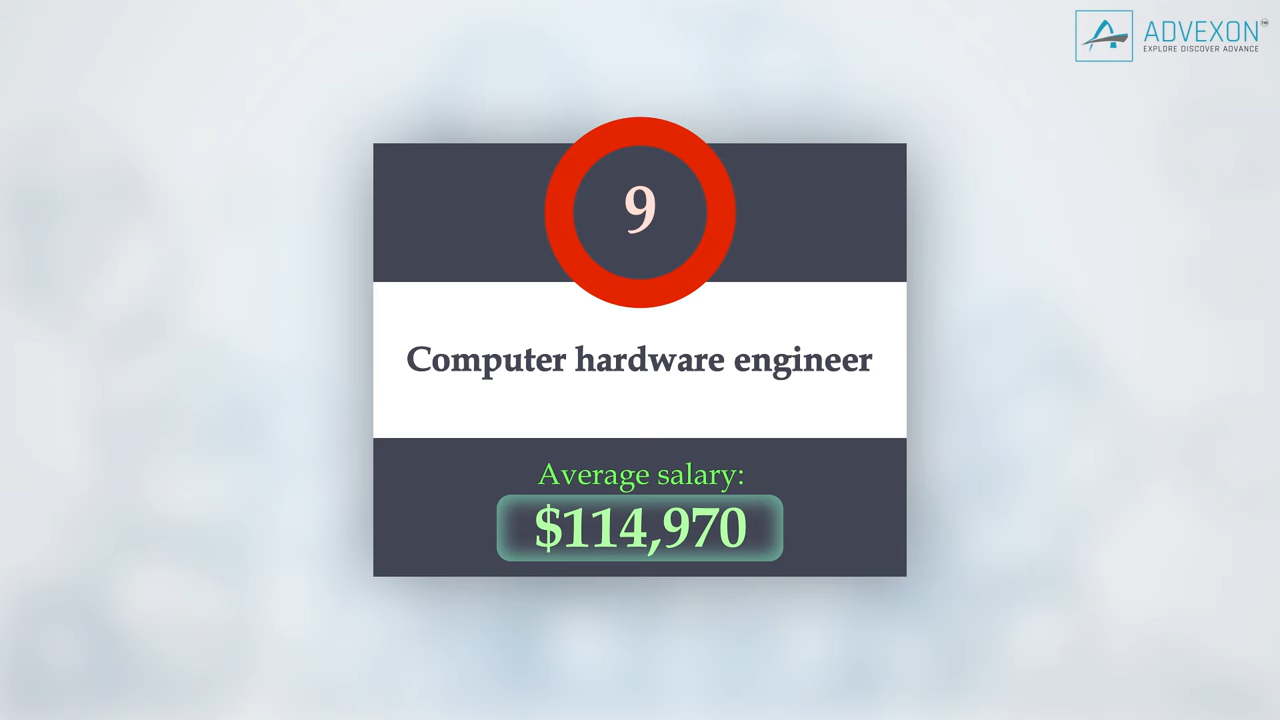 ADVEXON™
EXPLORE DISCOVER ADVANCE
9
Computer hardware engineer
Average salary:
$114,970